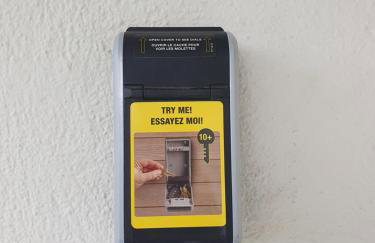 OPEN COVER TO SEE DIALS
OUVRIR LE CACHE POUR
VOIR LES MOLETTES
TRY ME!
ESSAYEZ MOI!
10+